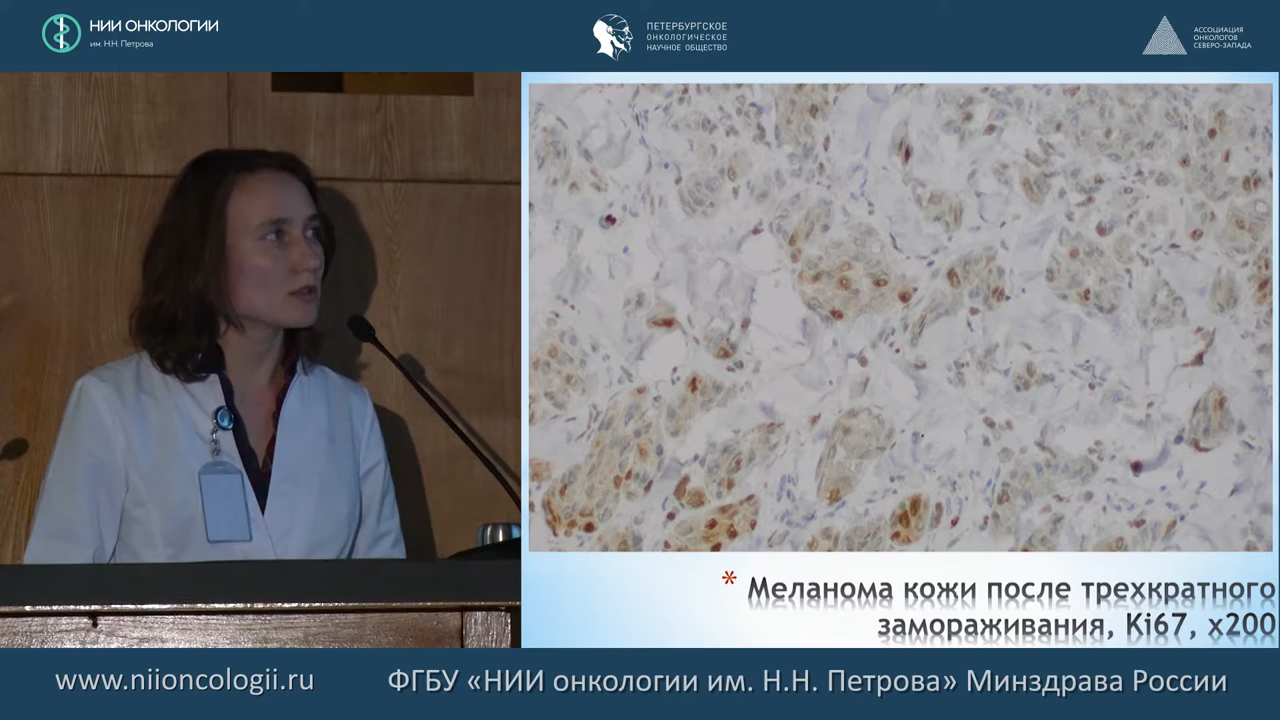 НИИ ОНКОЛОГИИ
им. Н.Н. Петрова
ПЕТЕРБУРГСКОЕ
ОНКОЛОГИЧЕСКОЕ
НАУЧНОЕ ОБЩЕСТВО
АССОЦИАЦИЯ
ОНКОЛОГОВ
СЕВЕРО-ЗАПАДА
* Меланома кожи после трехкратного
замораживания, Ki67, x200
www.niioncologii.ru
ФГБУ «НИИ онкологии им. Н.Н. Петрова» Минздрава России